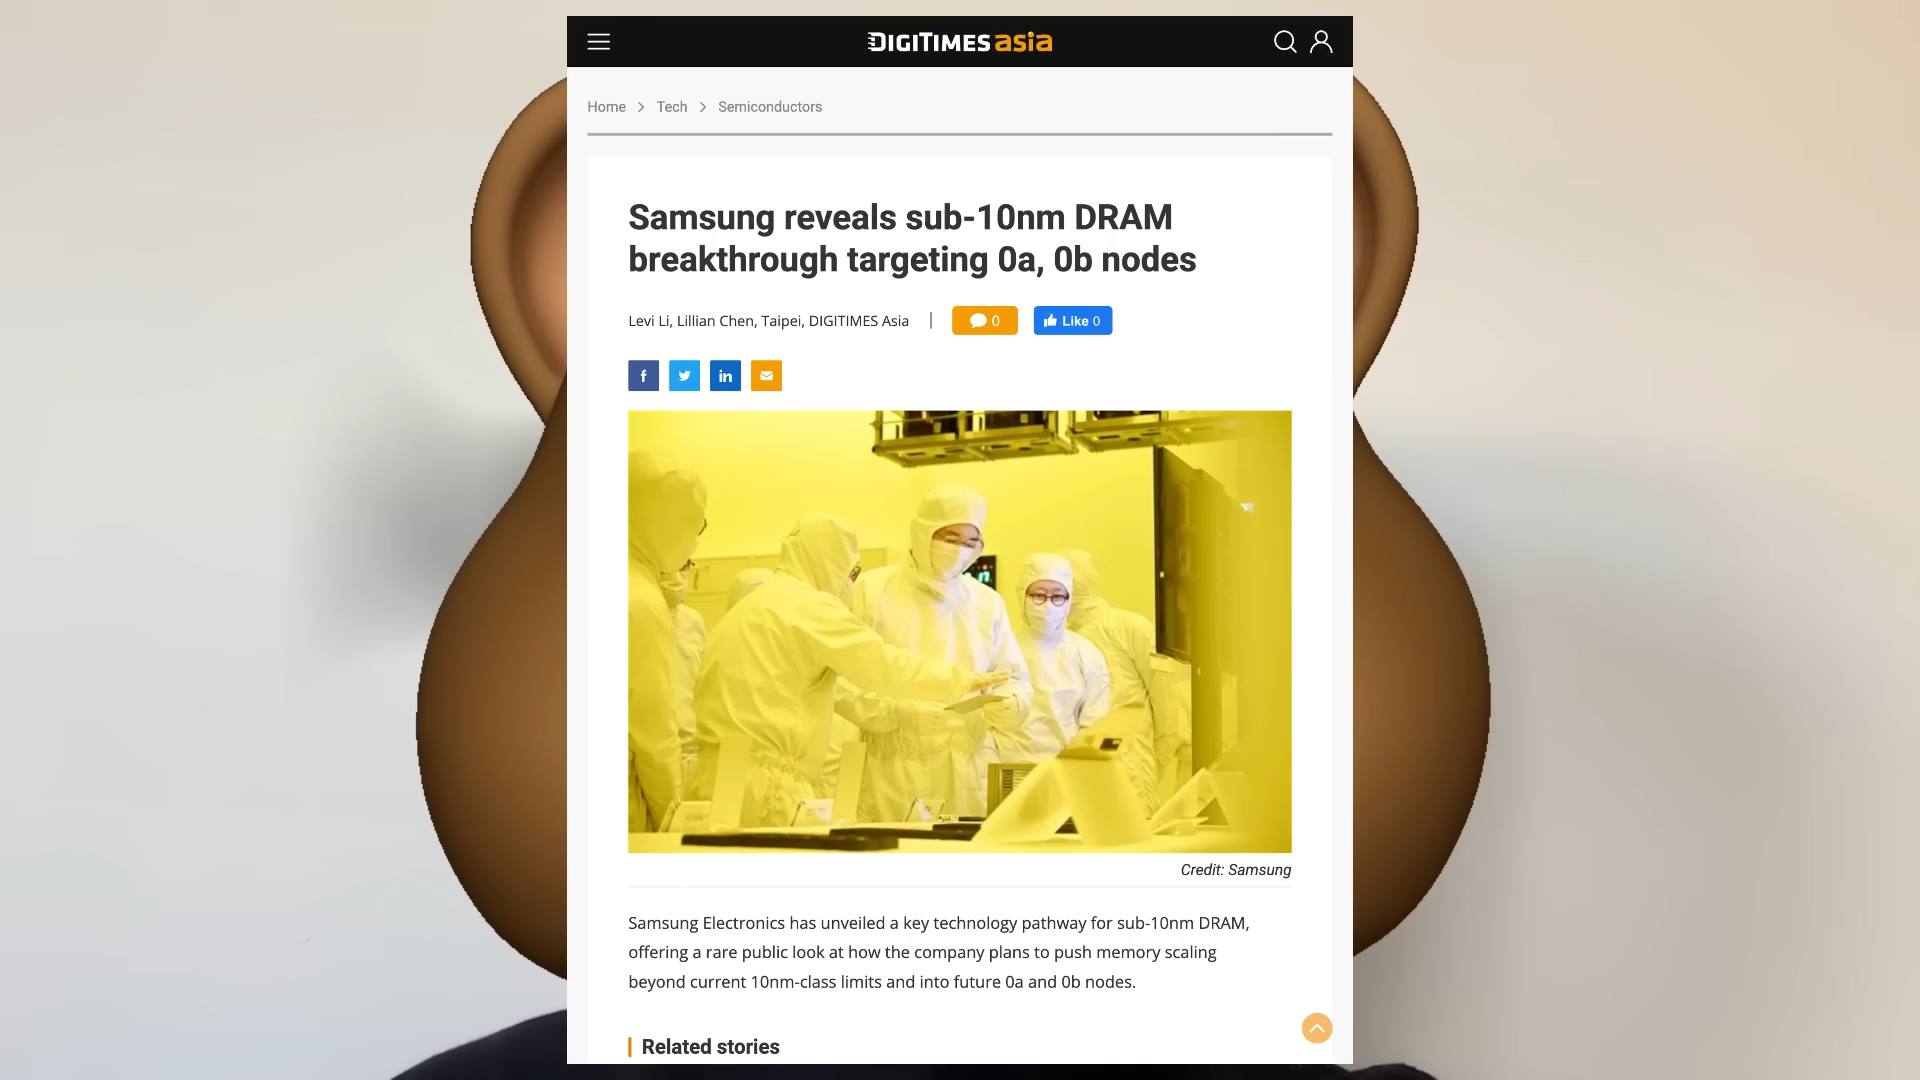 DIGITIMES asia
Home > Tech > Semiconductors
Samsung reveals sub-10nm DRAM
breakthrough targeting 0a, 0b nodes
Levi Li, Lillian Chen, Taipei, DIGITIMES Asia | 0 Like 0
Credit: Samsung
Samsung Electronics has unveiled a key technology pathway for sub-10nm DRAM,
offering a rare public look at how the company plans to push memory scaling
beyond current 10nm-class limits and into future 0a and 0b nodes.
Related stories